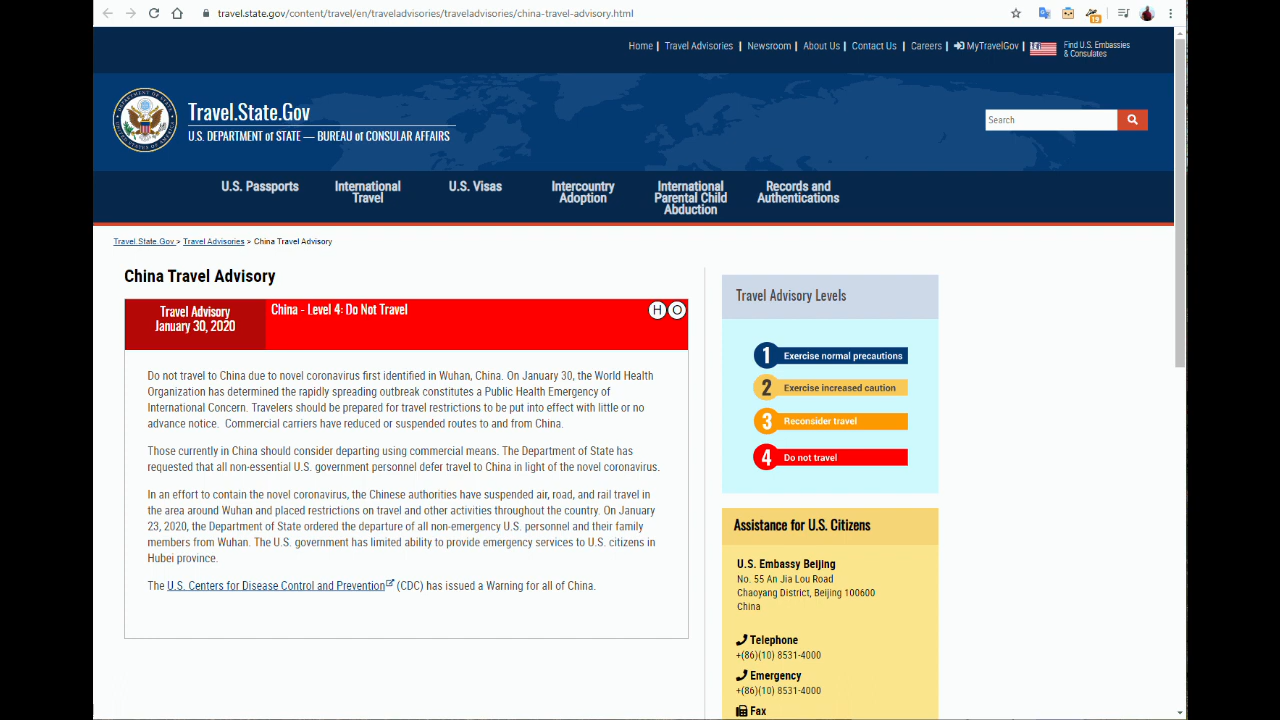 travel.state.gov/content/travel/en/traveladvisories/traveladvisories/china-travel-advisory.html
19
Home | Travel Advisories | Newsroom | About Us | Contact Us | Careers | MyTravelGov | Find U.S. Embassies
& Consulates
Travel.State.Gov
U.S. DEPARTMENT of STATE — BUREAU of CONSULAR AFFAIRS
Search
U.S. Passports
International
Travel
U.S. Visas
Intercountry
Adoption
International
Parental Child
Abduction
Records and
Authentications
Travel.State.Gov > Travel Advisories > China Travel Advisory
China Travel Advisory
Travel Advisory
January 30, 2020
China - Level 4: Do Not Travel
H O
Do not travel to China due to novel coronavirus first identified in Wuhan, China. On January 30, the World Health
Organization has determined the rapidly spreading outbreak constitutes a Public Health Emergency of
International Concern. Travelers should be prepared for travel restrictions to be put into effect with little or no
advance notice. Commercial carriers have reduced or suspended routes to and from China.
Those currently in China should consider departing using commercial means. The Department of State has
requested that all non-essential U.S. government personnel defer travel to China in light of the novel coronavirus.
In an effort to contain the novel coronavirus, the Chinese authorities have suspended air, road, and rail travel in
the area around Wuhan and placed restrictions on travel and other activities throughout the country. On January
23, 2020, the Department of State ordered the departure of all non-emergency U.S. personnel and their family
members from Wuhan. The U.S. government has limited ability to provide emergency services to U.S. citizens in
Hubei province.
The U.S. Centers for Disease Control and Prevention (CDC) has issued a Warning for all of China.
Travel Advisory Levels
1 Exercise normal precautions
2 Exercise increased caution
3 Reconsider travel
4 Do not travel
Assistance for U.S. Citizens
U.S. Embassy Beijing
No. 55 An Jia Lou Road
Chaoyang District, Beijing 100600
China
Telephone
+(86)(10) 8531-4000
Emergency
+(86)(10) 8531-4000
Fax